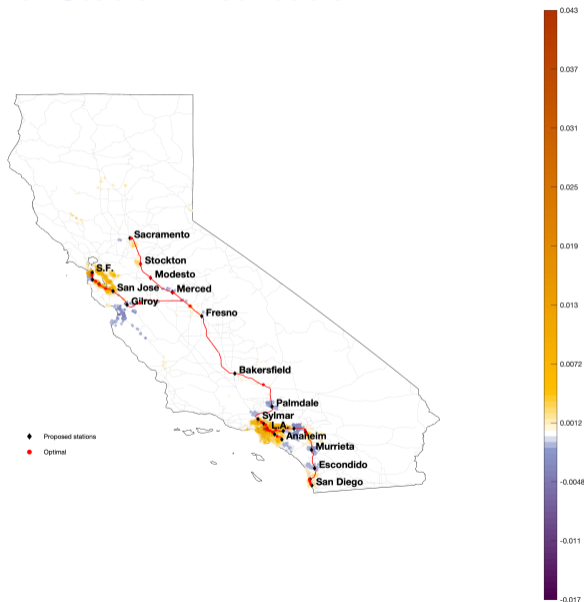 0.043
0.037
0.031
0.025
0.019
0.013
0.0072
0.0012
-0.0048
-0.011
-0.017
Sacramento
Stockton
S.F.
Modesto
San Jose
Merced
Gilroy
Fresno
Bakersfield
Palmdale
Sylmar
L.A.
Anaheim
Murrieta
Escondido
San Diego
Proposed stations
Optimal